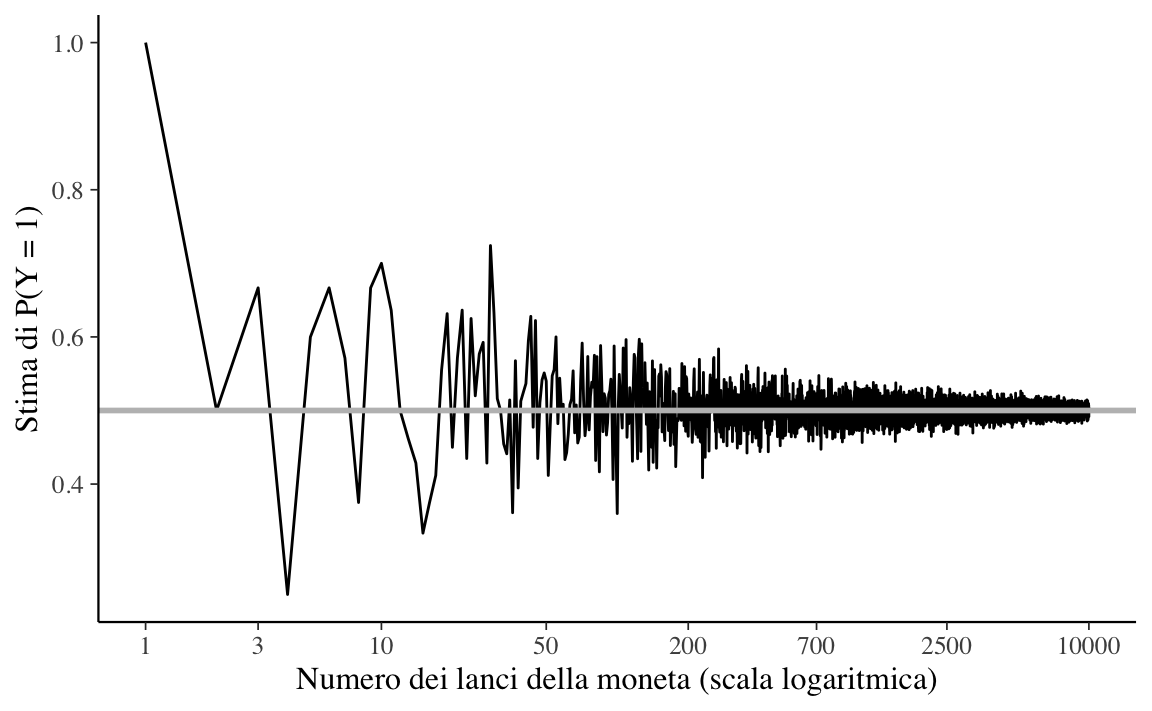 Stima di P(Y = 1)
1.0
0.8
0.6
0.4
1 3 10 50 200 700 2500 10000
Numero dei lanci della moneta (scala logaritmica)